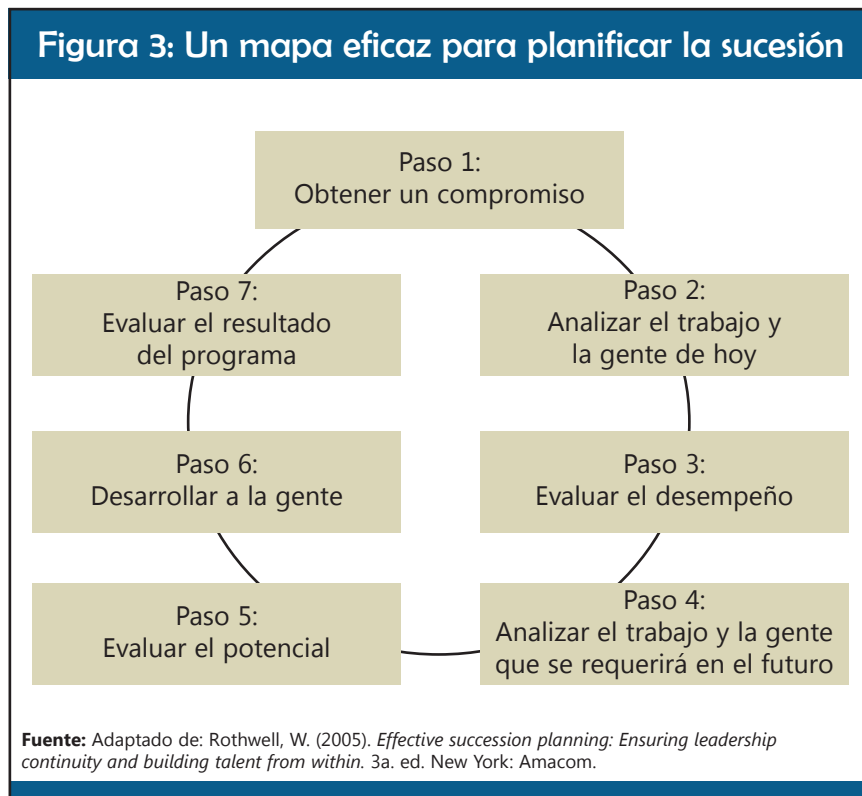 Figura 3: Un mapa eficaz para planificar la sucesión
Paso 1:
Obtener un compromiso
Paso 2:
Analizar el trabajo y
la gente de hoy
Paso 3:
Evaluar el desempeño
Paso 4:
Analizar el trabajo y la gente
que se requerirá en el futuro
Paso 5:
Evaluar el potencial
Paso 6:
Desarrollar a la gente
Paso 7:
Evaluar el resultado
del programa
Fuente: Adaptado de: Rothwell, W. (2005). Effective succession planning: Ensuring leadership
continuity and building talent from within. 3a. ed. New York: Amacom.